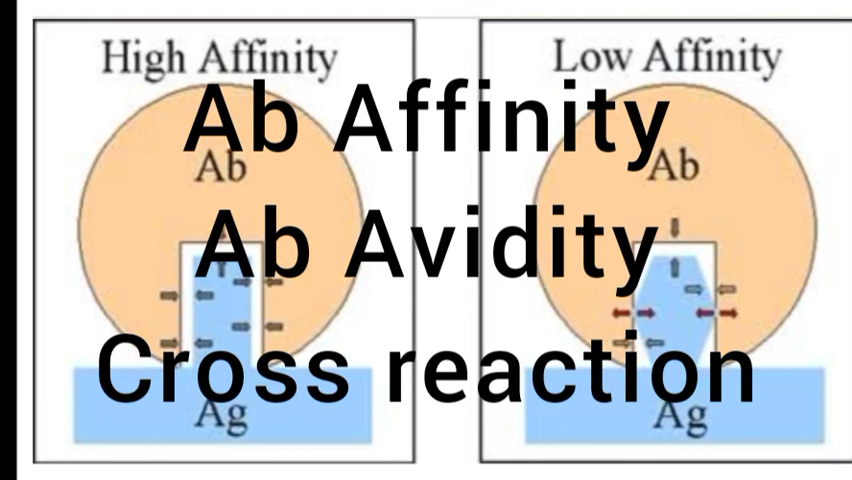 High Affinity
Low Affinity
Ab Affinity
Ab
Ab
Ab Avidity
Cross reaction
Ag
Ag